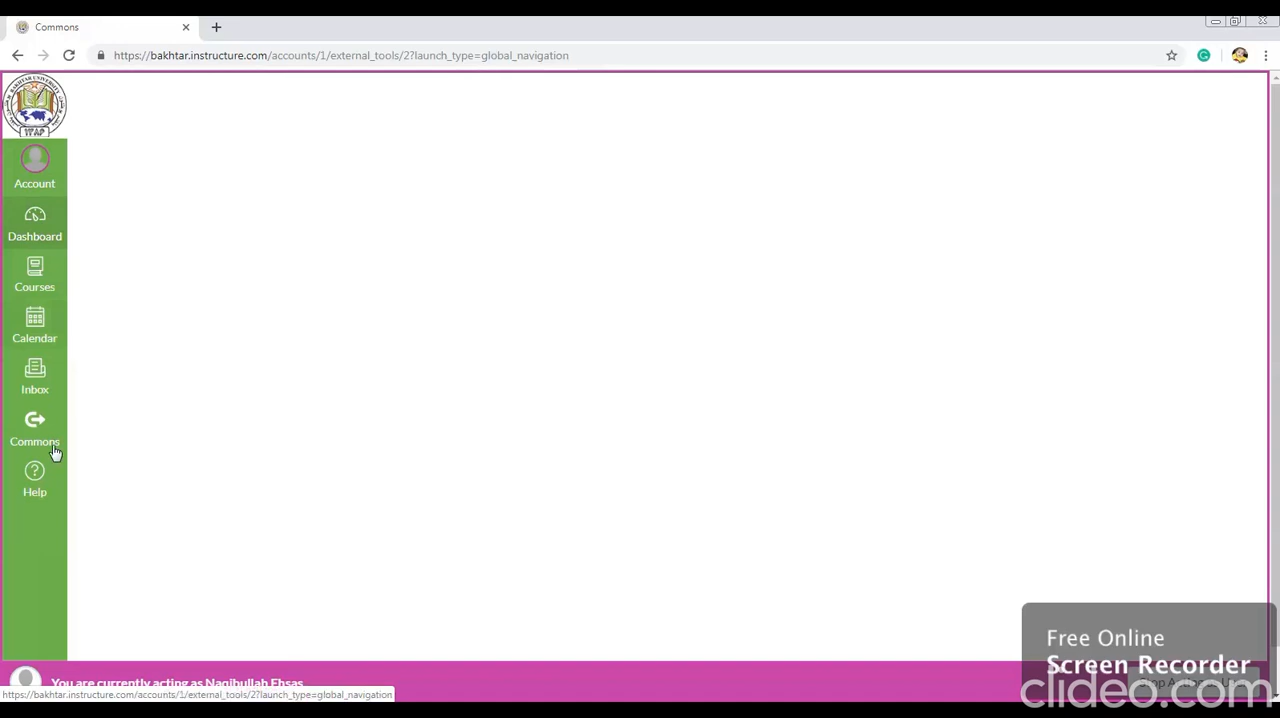 Commons
https://bakhtar.instructure.com/accounts/1/external_tools/2?launch_type=global_navigation
Account
Dashboard
Courses
Calendar
Inbox
Commons
Help
You are currently acting as Naqibullah Ehsas
https://bakhtar.instructure.com/accounts/1/external_tools/2?launch_type=global_navigation
Free Online
Screen Recorder
clideo.com